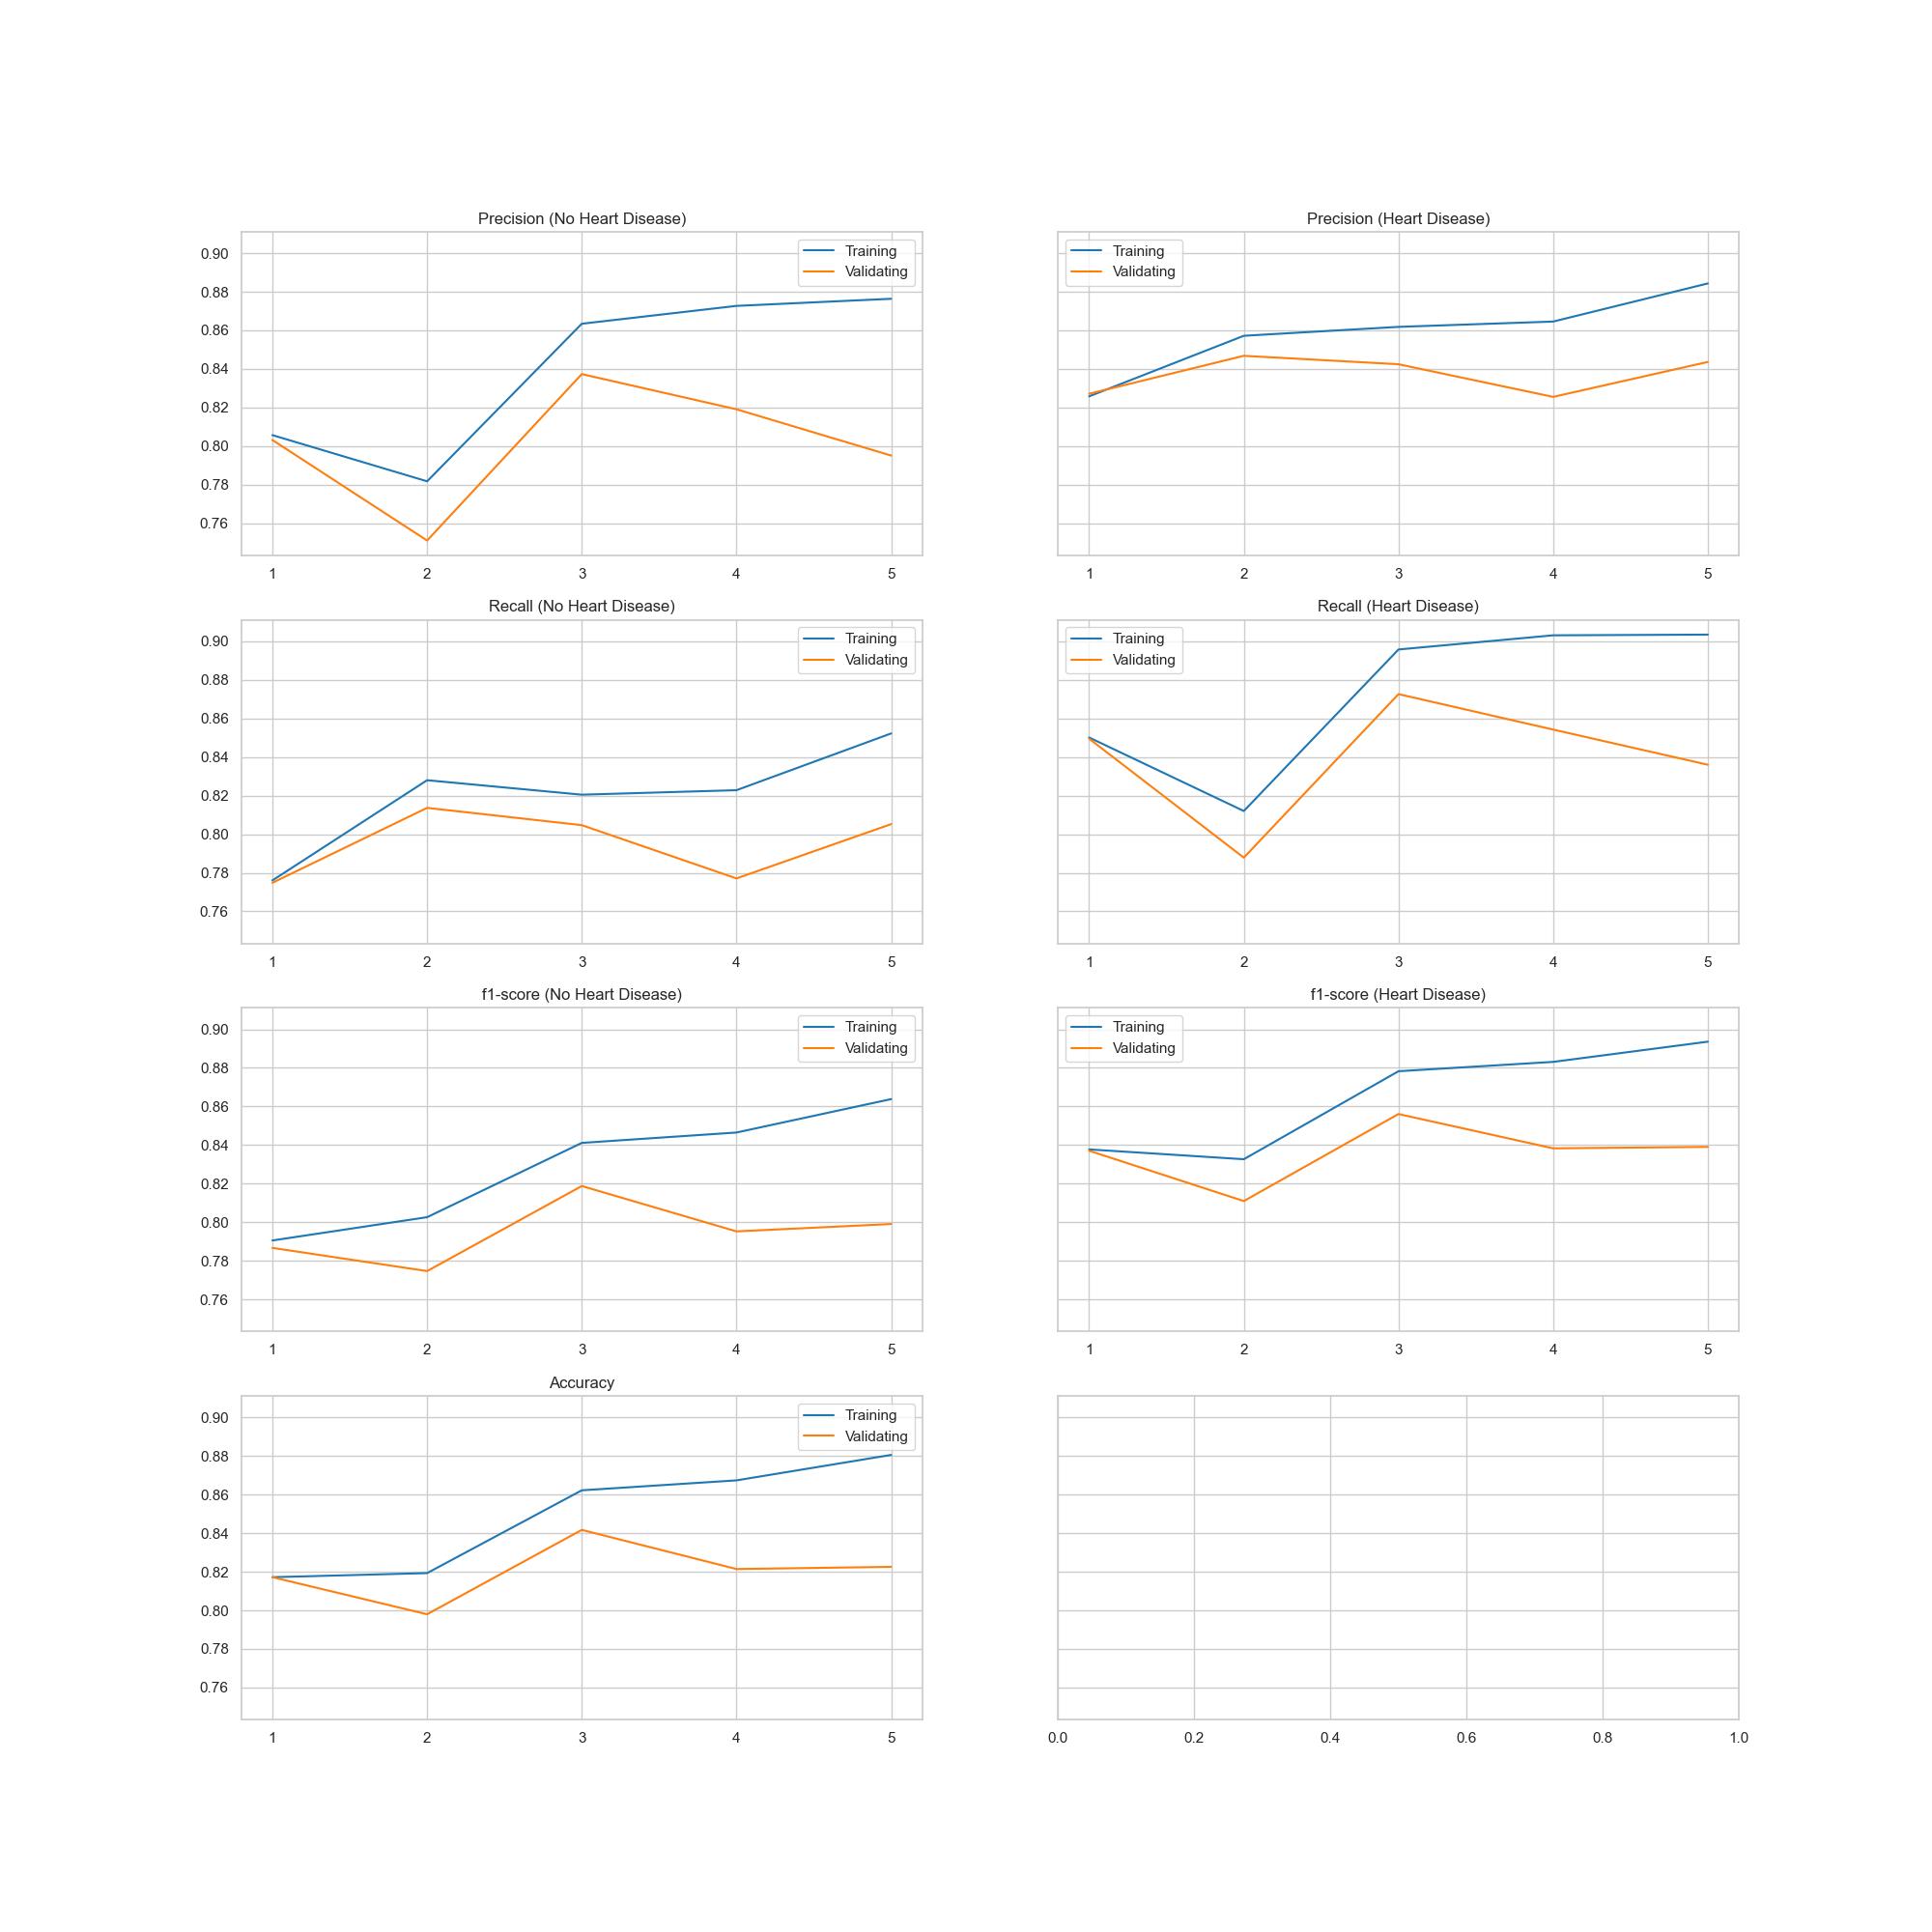 Precision (No Heart Disease)
0.90
0.88
0.86
0.84
0.82
0.80
0.78
0.76
Training
Validating
1 2 3 4 5
Precision (Heart Disease)
Training
Validating
1 2 3 4 5
Recall (No Heart Disease)
0.90
0.88
0.86
0.84
0.82
0.80
0.78
0.76
Training
Validating
1 2 3 4 5
Recall (Heart Disease)
Training
Validating
1 2 3 4 5
f1-score (No Heart Disease)
0.90
0.88
0.86
0.84
0.82
0.80
0.78
0.76
Training
Validating
1 2 3 4 5
f1-score (Heart Disease)
Training
Validating
1 2 3 4 5
Accuracy
0.90
0.88
0.86
0.84
0.82
0.80
0.78
0.76
Training
Validating
1 2 3 4 5
0.0 0.2 0.4 0.6 0.8 1.0